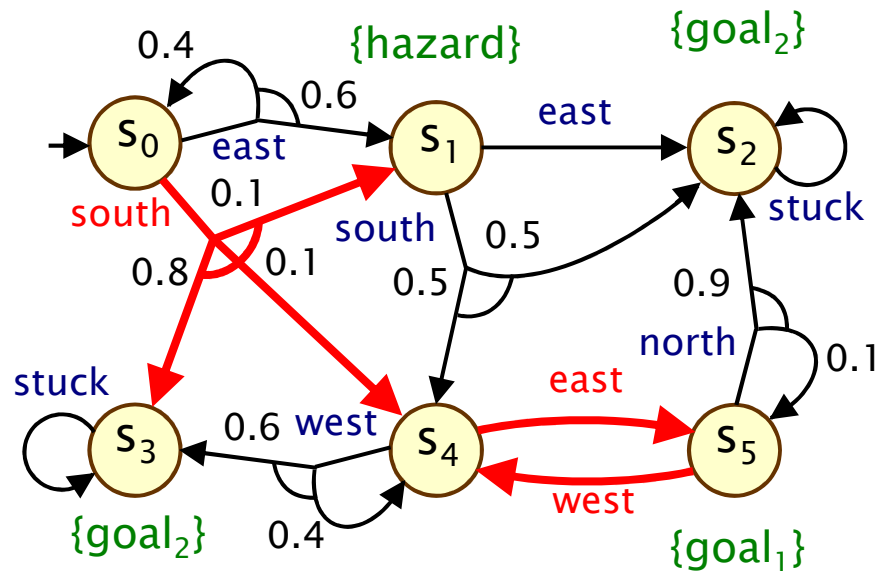 {goal₂}
{hazard}
0.4
0.6
east
s₀
east
s₁
s₂
south
0.1
south
0.5
stuck
0.8
0.1
0.5
0.9
north
0.1
stuck
east
0.6
west
s₃
s₄
s₅
west
0.4
{goal₂}
{goal₁}